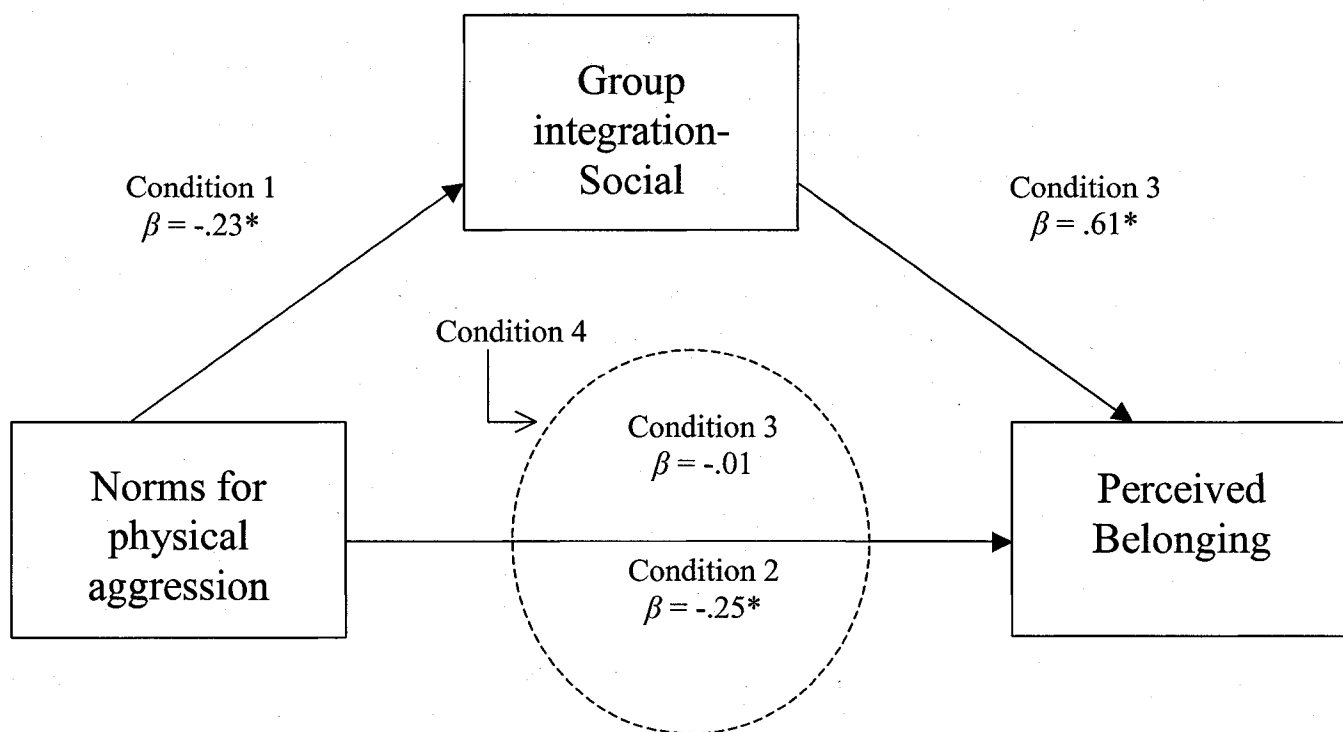 Group
integration-
Social
Condition 1
β = -.23*
Condition 3
β = .61*
Condition 4
Condition 3
β = -.01
Norms for
physical
aggression
Perceived
Belonging
Condition 2
β = -.25*